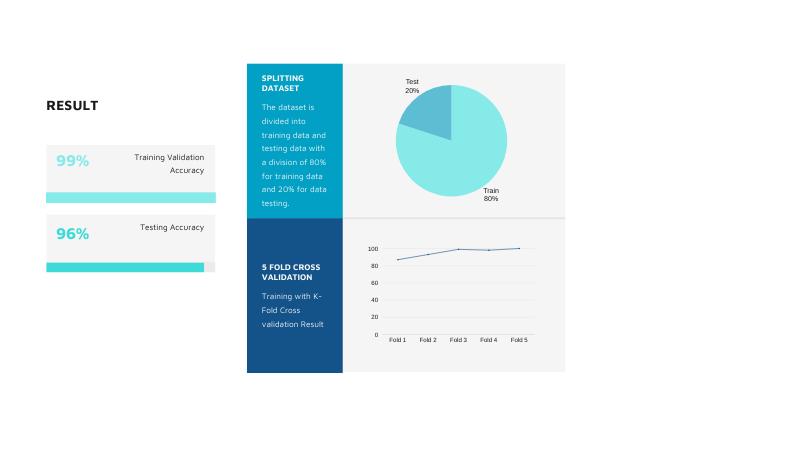 RESULT
99%
Training Validation
Accuracy
96%
Testing Accuracy
SPLITTING
DATASET
The dataset is
divided into
training data and
testing data with
a division of 80%
for training data
and 20% for data
testing.
Test
20%
Train
80%
5 FOLD CROSS
VALIDATION
Training with K-
Fold Cross
validation Result
100
80
60
40
20
0
Fold 1 Fold 2 Fold 3 Fold 4 Fold 5